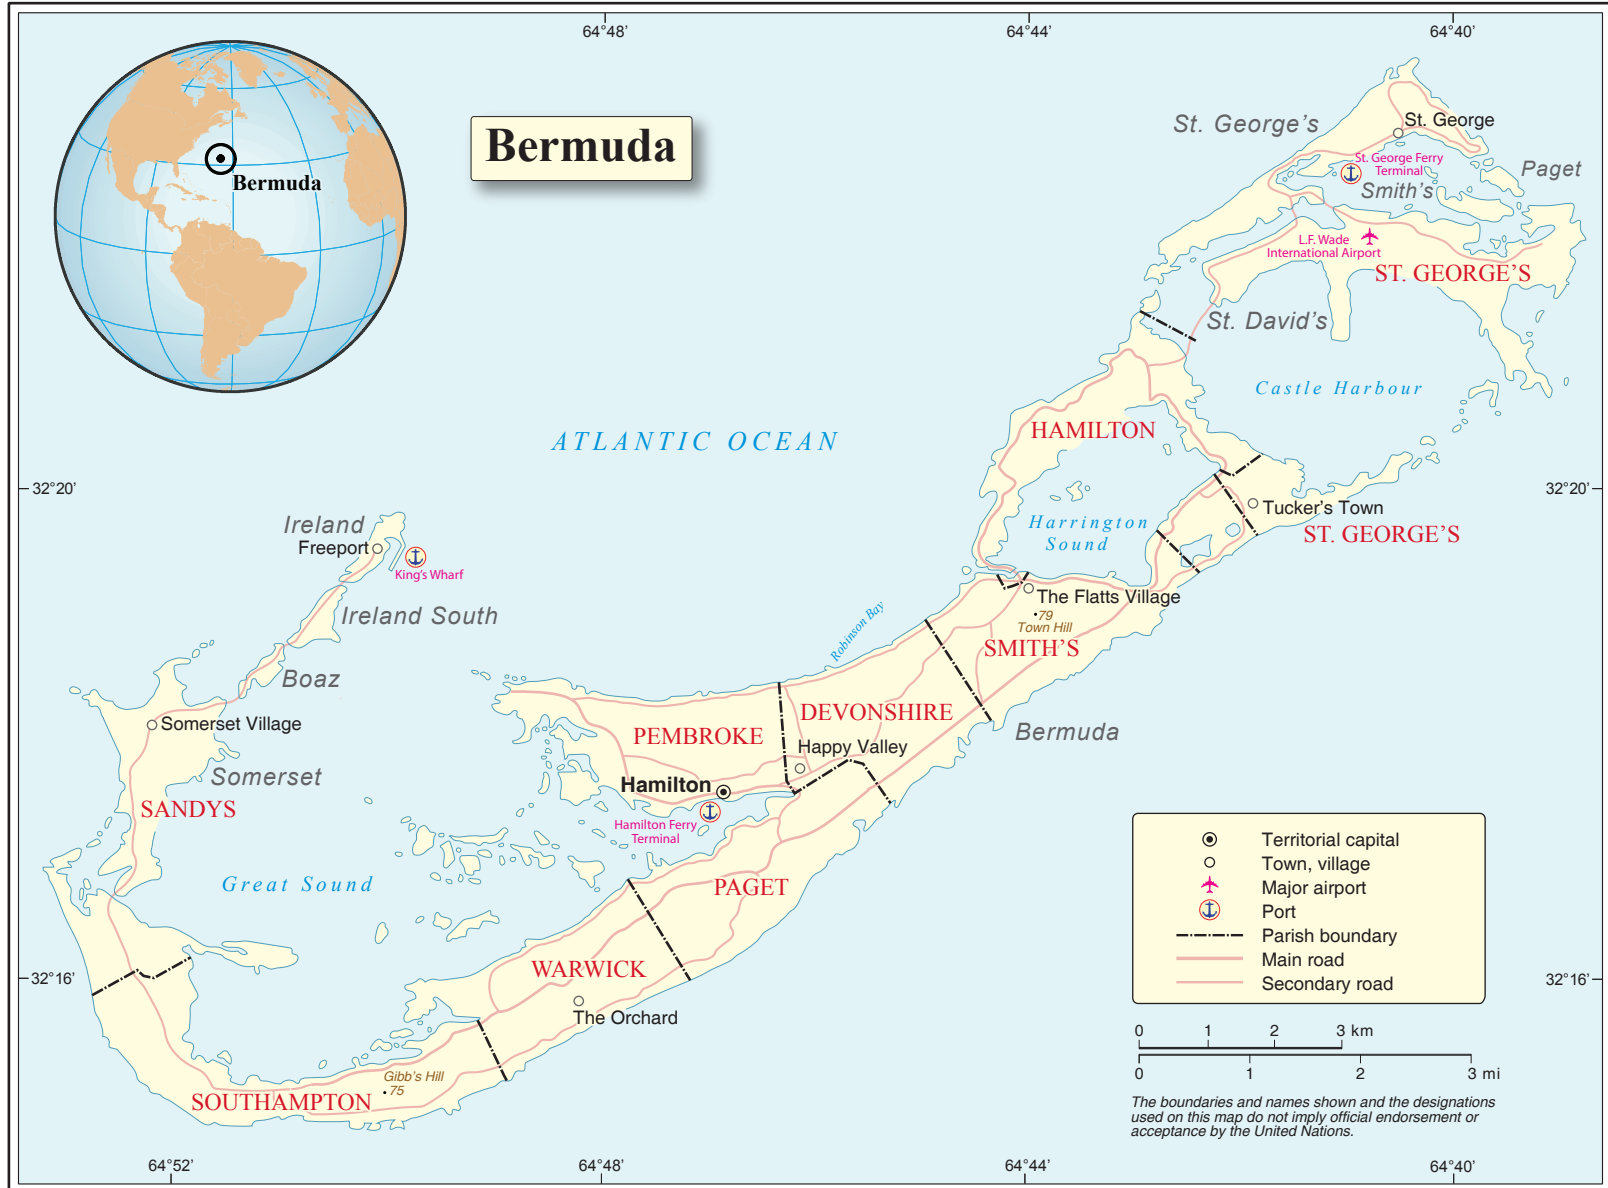 64°48’
64°44’
64°40’
Bermuda
Bermuda
St. George’s
St. George
St. George Ferry
Terminal
Paget
Smith’s
L.F. Wade
International Airport
ST. GEORGE’S
St. David’s
Castle Harbour
HAMILTON
ATLANTIC OCEAN
32°20’
32°20’
Tucker’s Town
Harrington
Sound
ST. GEORGE’S
Ireland
Freeport
King’s Wharf
Ireland South
The Flatts Village
79
Town Hill
Robinson Bay
SMITH’S
Boaz
DEVONSHIRE
Somerset Village
PEMBROKE
Bermuda
Happy Valley
Somerset
Hamilton
SANDYS
Hamilton Ferry
Terminal
Great Sound
PAGET
WARWICK
32°16’
32°16’
The Orchard
Gibb’s Hill
75
SOUTHAMPTON
Territorial capital
Town, village
Major airport
Port
Parish boundary
Main road
Secondary road
0 1 2 3 km
0 1 2 3 mi
The boundaries and names shown and the designations
used on this map do not imply official endorsement or
acceptance by the United Nations.
64°52’
64°48’
64°44’
64°40’